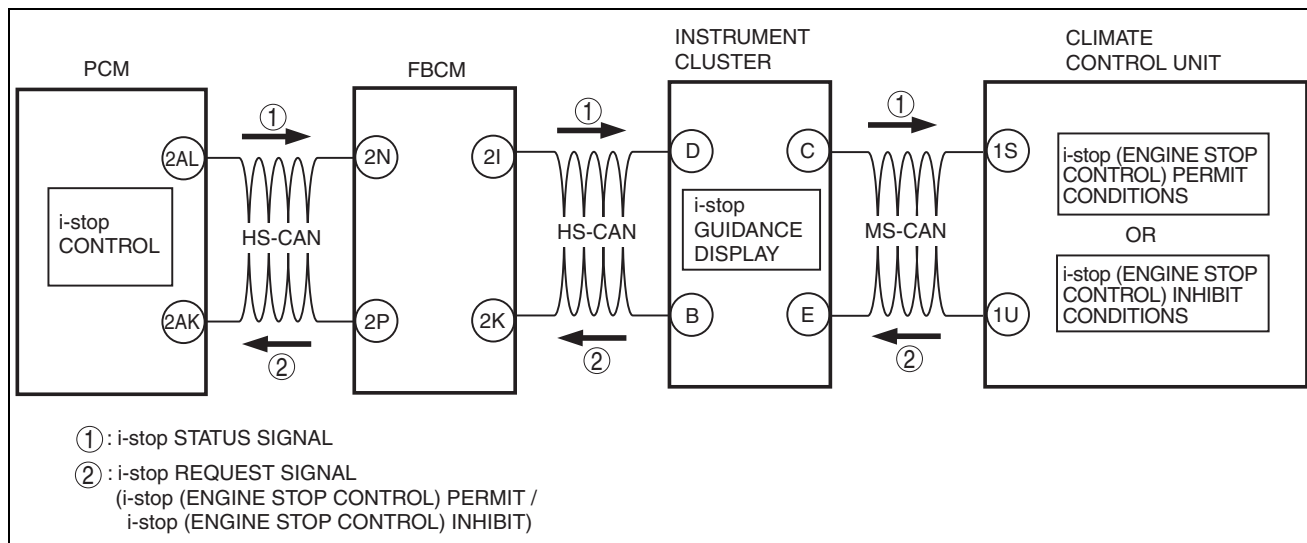 PCM
FBCM
INSTRUMENT
CLUSTER
CLIMATE
CONTROL UNIT
1
1
1
2AL
2N
2I
D
C
1S
i-stop
CONTROL
HS-CAN
HS-CAN
i-stop
GUIDANCE
DISPLAY
MS-CAN
i-stop (ENGINE STOP
CONTROL) PERMIT
CONDITIONS
OR
i-stop (ENGINE STOP
CONTROL) INHIBIT
CONDITIONS
2AK
2P
2K
B
E
1U
2
2
2
1 : i-stop STATUS SIGNAL
2 : i-stop REQUEST SIGNAL
(i-stop (ENGINE STOP CONTROL) PERMIT /
i-stop (ENGINE STOP CONTROL) INHIBIT)